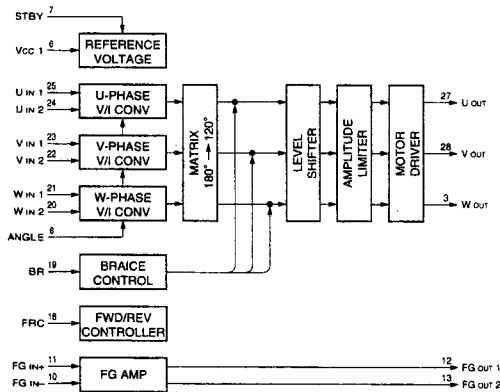 STBY 7
VCC 1 6
REFERENCE
VOLTAGE
U IN 1 25
U IN 2 24
U-PHASE
V/I CONV
V IN 1 23
V IN 2 22
V-PHASE
V/I CONV
W IN 1 21
W IN 2 20
W-PHASE
V/I CONV
ANGLE 8
MATRIX
180° → 120°
LEVEL
SHIFTER
AMPLITUDE
LIMITER
MOTOR
DRIVER
27 U OUT
28 V OUT
3 W OUT
BR 19
BRAICE
CONTROL
FRC 18
FWD/REV
CONTROLLER
FG IN+ 11
FG IN- 10
FG AMP
12 FG OUT 1
13 FG OUT 2